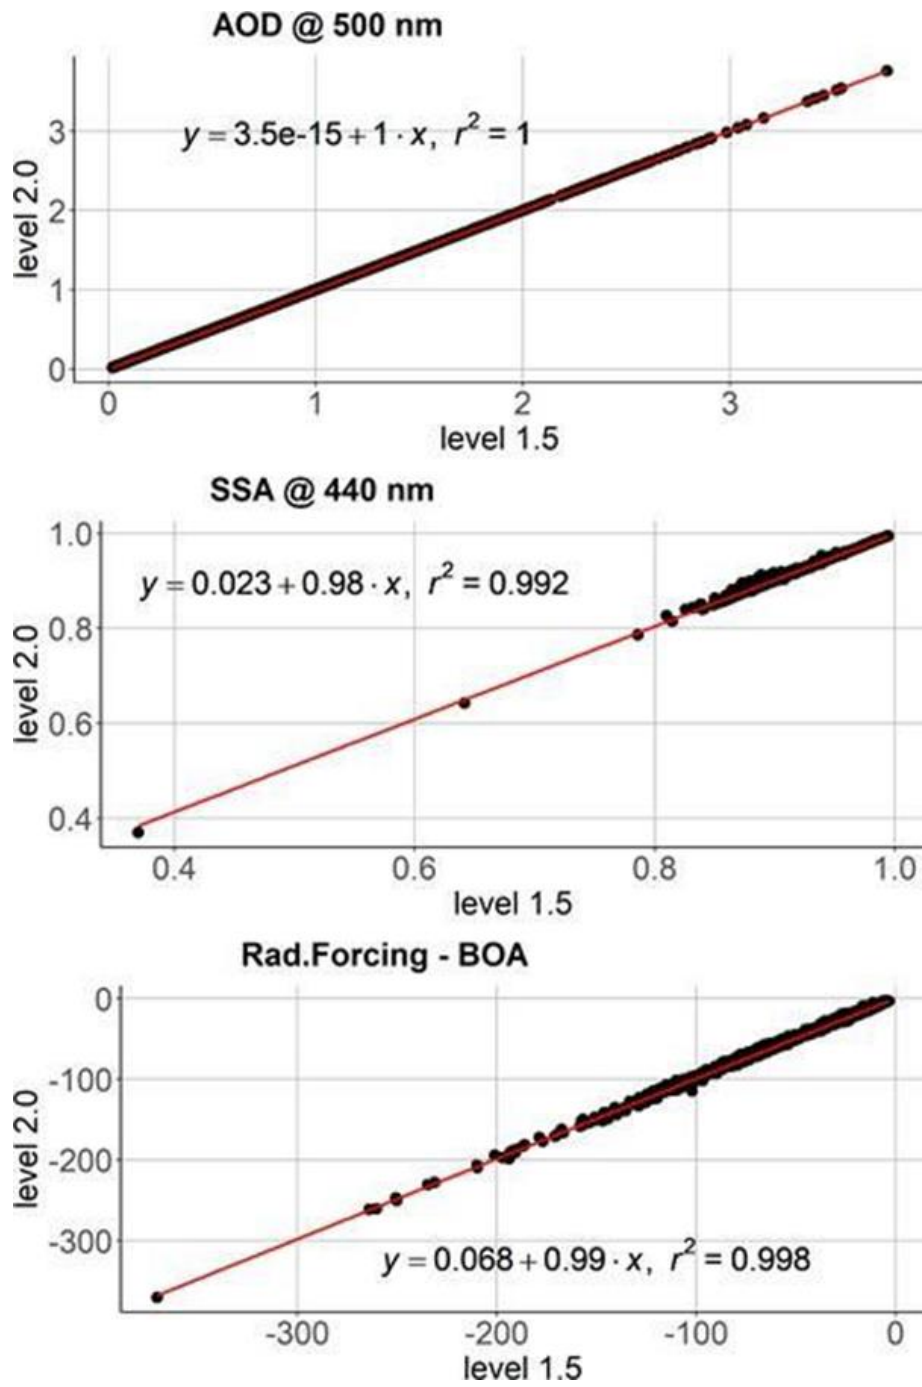 AOD @ 500 nm
y = 3.5e-15 + 1 · x, r² = 1
level 2.0
3
2
1
0
0 1 2 3
level 1.5
SSA @ 440 nm
y = 0.023 + 0.98 · x, r² = 0.992
level 2.0
1.0
0.8
0.6
0.4
0.4 0.6 0.8 1.0
level 1.5
Rad.Forcing - BOA
level 2.0
0
-100
-200
-300
y = 0.068 + 0.99 · x, r² = 0.998
-300 -200 -100 0
level 1.5